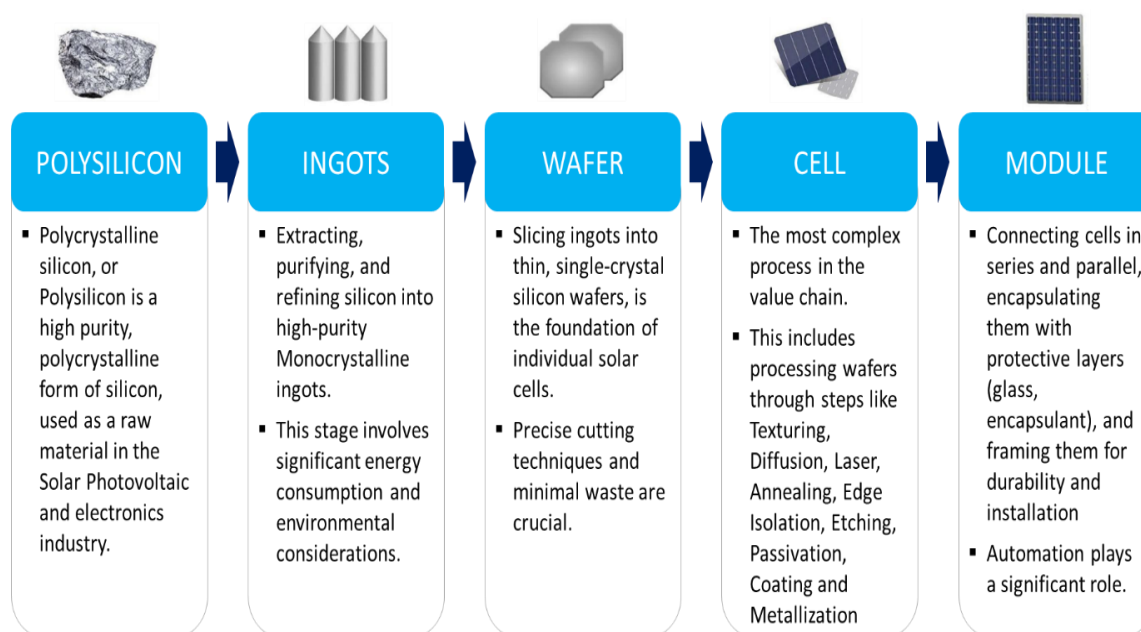 POLYSILICON
▪ Polycrystalline
silicon, or
Polysilicon is a
high purity,
polycrystalline
form of silicon,
used as a raw
material in the
Solar Photovoltaic
and electronics
industry.
INGOTS
▪ Extracting,
purifying, and
refining silicon into
high-purity
Monocrystalline
ingots.
▪ This stage involves
significant energy
consumption and
environmental
considerations.
WAFER
▪ Slicing ingots into
thin, single-crystal
silicon wafers, is
the foundation of
individual solar
cells.
▪ Precise cutting
techniques and
minimal waste are
crucial.
CELL
▪ The most complex
process in the
value chain.
▪ This includes
processing wafers
through steps like
Texturing,
Diffusion, Laser,
Annealing, Edge
Isolation, Etching,
Passivation,
Coating and
Metallization
MODULE
▪ Connecting cells in
series and parallel,
encapsulating
them with
protective layers
(glass,
encapsulant), and
framing them for
durability and
installation
▪ Automation plays
a significant role.